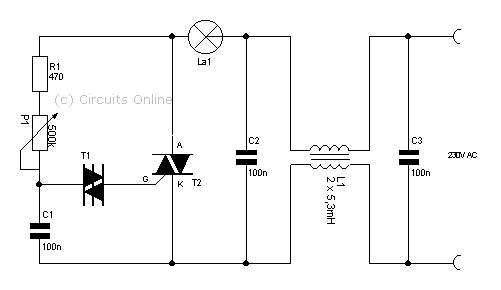 La1
R1
470
(c) Circuits Online
P1
500k
T1
A
G
K
T2
C1
100n
C2
100n
L1
2 x 5,3mH
C3
100n
230V AC